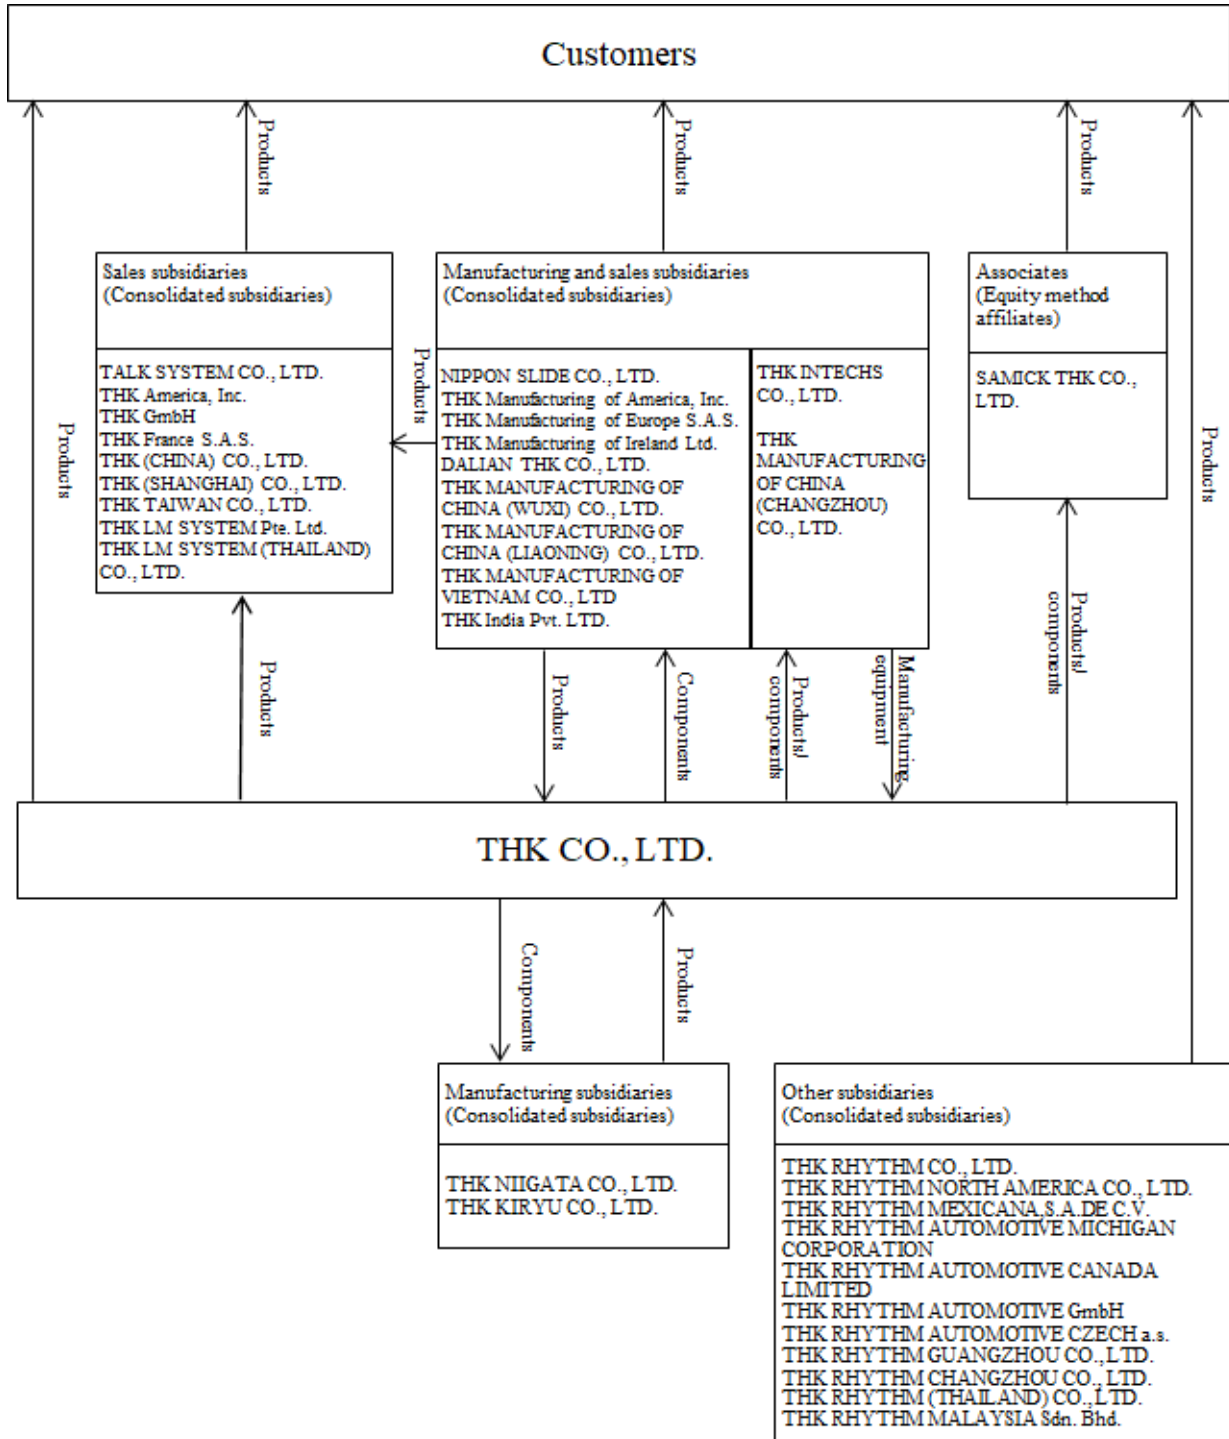 Customers
Products
Products
Products
Products
Products
Sales subsidiaries
(Consolidated subsidiaries)
TALK SYSTEM CO., LTD.
THK America, Inc.
THK GmbH
THK France S.A.S.
THK (CHINA) CO., LTD.
THK (SHANGHAI) CO., LTD.
THK TAIWAN CO., LTD.
THK LM SYSTEM Pte. Ltd.
THK LM SYSTEM (THAILAND)
CO., LTD.
Products
Manufacturing and sales subsidiaries
(Consolidated subsidiaries)
NIPPON SLIDE CO., LTD.
THK Manufacturing of America, Inc.
THK Manufacturing of Europe S.A.S.
THK Manufacturing of Ireland Ltd.
DALIAN THK CO., LTD.
THK MANUFACTURING OF
CHINA (WUXI) CO., LTD.
THK MANUFACTURING OF
CHINA (LIAONING) CO., LTD.
THK MANUFACTURING OF
VIETNAM CO., LTD
THK India Pvt. LTD.
THK INTECHS
CO., LTD.
THK
MANUFACTURING
OF CHINA
(CHANGZHOU)
CO., LTD.
Associates
(Equity method
affiliates)
SAMICK THK CO.,
LTD.
Products
Products
Components
Products/
components
Manufacturing
equipment
Products/
components
THK CO., LTD.
Components
Products
Manufacturing subsidiaries
(Consolidated subsidiaries)
THK NIIGATA CO., LTD.
THK KIRYU CO., LTD.
Other subsidiaries
(Consolidated subsidiaries)
THK RHYTHM CO., LTD.
THK RHYTHM NORTH AMERICA CO., LTD.
THK RHYTHM MEXICANA,S.A.DE C.V.
THK RHYTHM AUTOMOTIVE MICHIGAN
CORPORATION
THK RHYTHM AUTOMOTIVE CANADA
LIMITED
THK RHYTHM AUTOMOTIVE GmbH
THK RHYTHM AUTOMOTIVE CZECH a.s.
THK RHYTHM GUANGZHOU CO., LTD.
THK RHYTHM CHANGZHOU CO., LTD.
THK RHYTHM (THAILAND) CO., LTD.
THK RHYTHM MALAYSIA Sdn. Bhd.